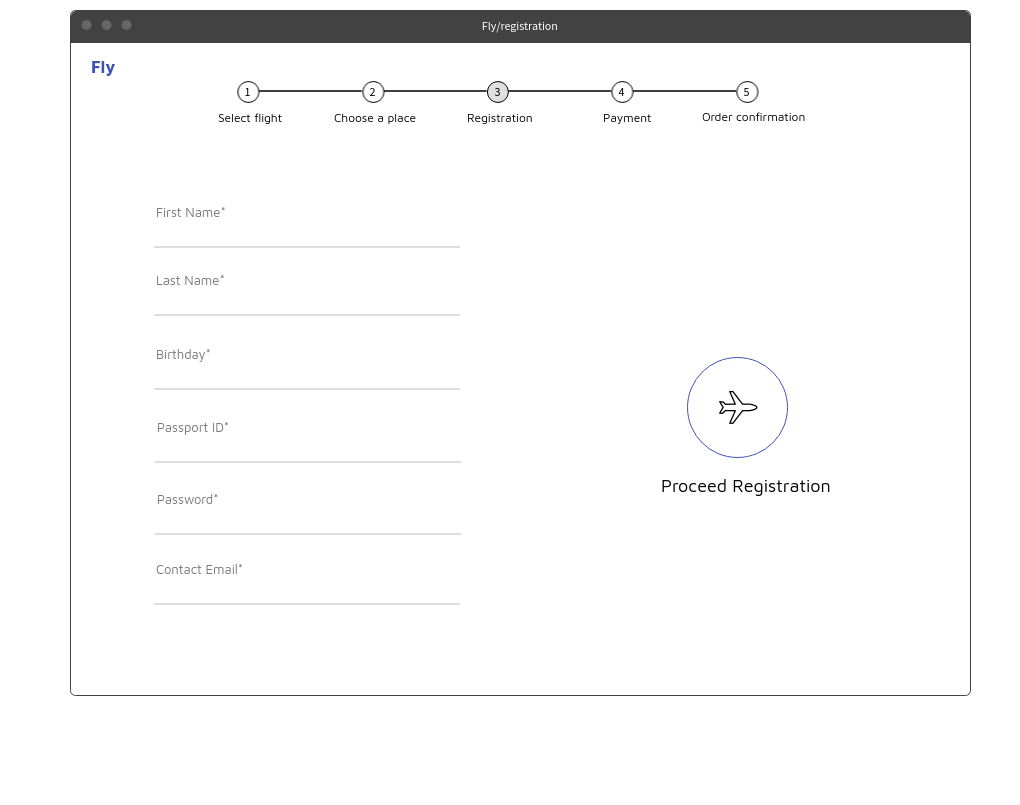 Fly/registration
Fly
1 2 3 4 5
Select flight Choose a place Registration Payment Order confirmation
First Name*
Last Name*
Birthday*
Passport ID*
Password*
Contact Email*
Proceed Registration